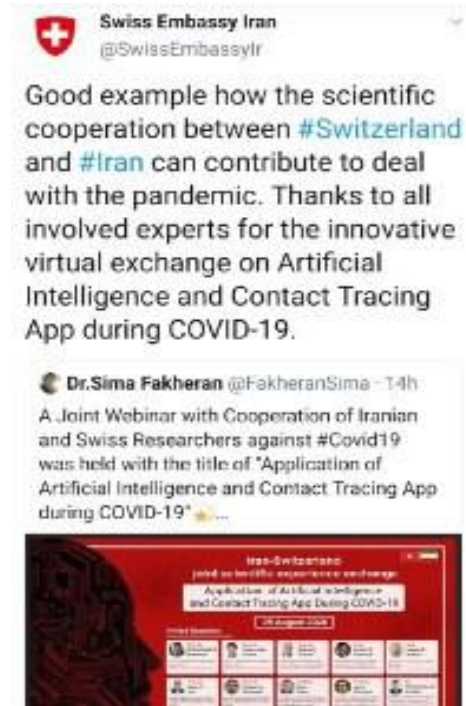 Swiss Embassy Iran
@SwissEmbassyIr
Good example how the scientific
cooperation between #Switzerland
and #Iran can contribute to deal
with the pandemic. Thanks to all
involved experts for the innovative
virtual exchange on Artificial
Intelligence and Contact Tracing
App during COVID-19.
Dr.Sima Fakheran @FakheranSima · 14h
A Joint Webinar with Cooperation of Iranian
and Swiss Researchers against #Covid19
was held with the title of "Application of
Artificial Intelligence and Contact Tracing App
during COVID-19"⭐...
Iran-Switzerland
joint scientific experience exchange
Application of Artificial Intelligence
and Contact Tracing App During COVID-19
August 2020